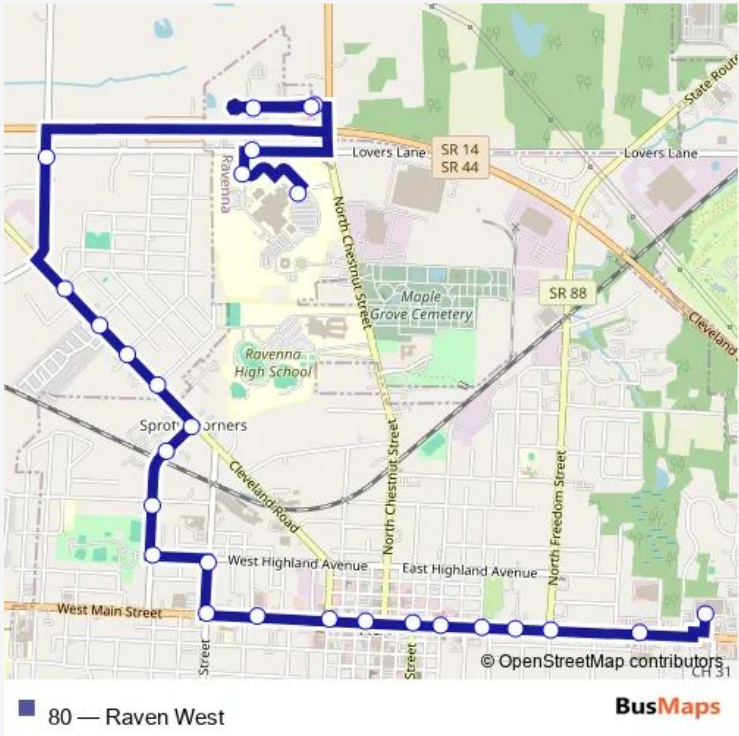 State Route
Lovers Lane
SR 14
SR 44
Lovers Lane
Ravenna
North Chestnut Street
SR 88
Maple
Grove Cemetery
Cleveland
Ravenna
High School
North Chestnut Street
Cleveland Road
North Freedom Street
West Highland Avenue
East Highland Avenue
West Main Street
Street
Street
© OpenStreetMap contributors
CH 31
80 — Raven West
BusMaps